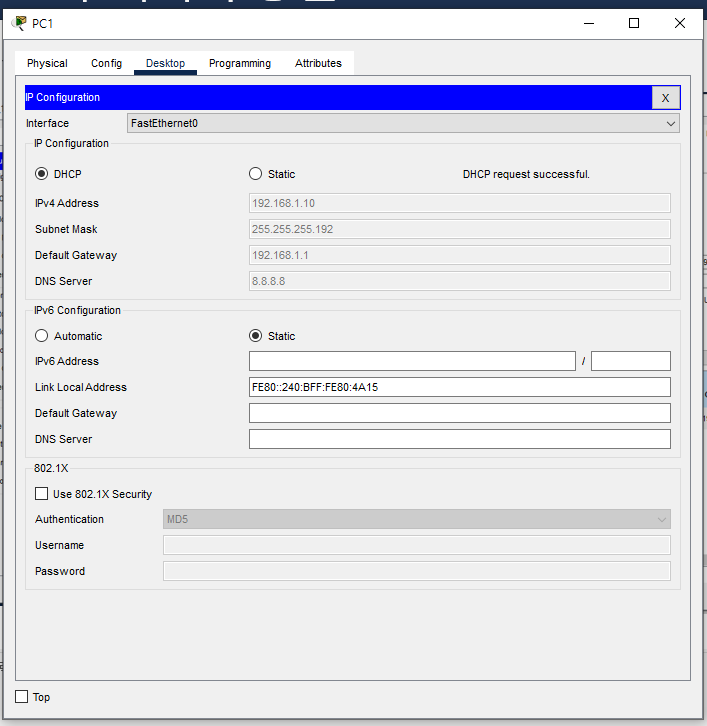 PC1
Physical Config Desktop Programming Attributes
IP Configuration X
Interface FastEthernet0
IP Configuration
DHCP Static DHCP request successful.
IPv4 Address 192.168.1.10
Subnet Mask 255.255.255.192
Default Gateway 192.168.1.1
DNS Server 8.8.8.8
IPv6 Configuration
Automatic Static
IPv6 Address /
Link Local Address FE80::240:BFF:FE80:4A15
Default Gateway
DNS Server
802.1X
Use 802.1X Security
Authentication MD5
Username
Password
Top